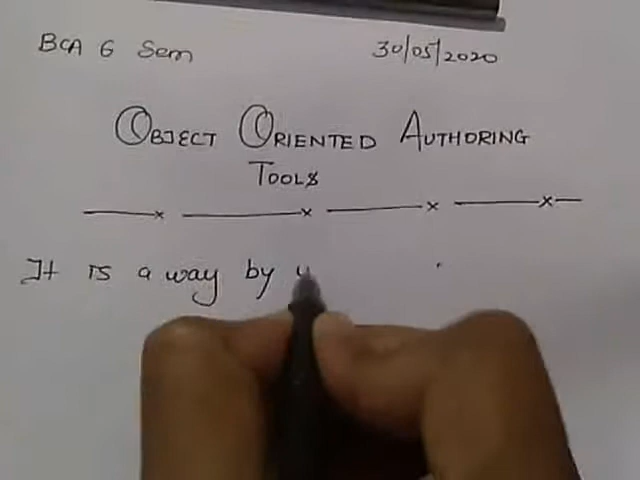 BCA 6 Sem 30/05/2020
OBJECT ORIENTED AUTHORING
TOOLS
It is a way by